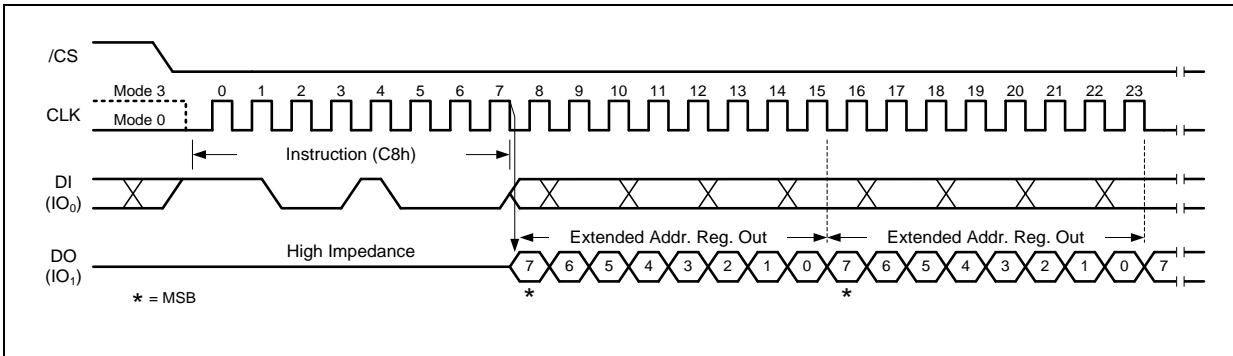 /CS
Mode 3
0 1 2 3 4 5 6 7 8 9 10 11 12 13 14 15 16 17 18 19 20 21 22 23
CLK
Mode 0
Instruction (C8h)
DI
(IO0)
Extended Addr. Reg. Out Extended Addr. Reg. Out
High Impedance
DO
(IO1)
7 6 5 4 3 2 1 0 7 6 5 4 3 2 1 0 7
* *
* = MSB